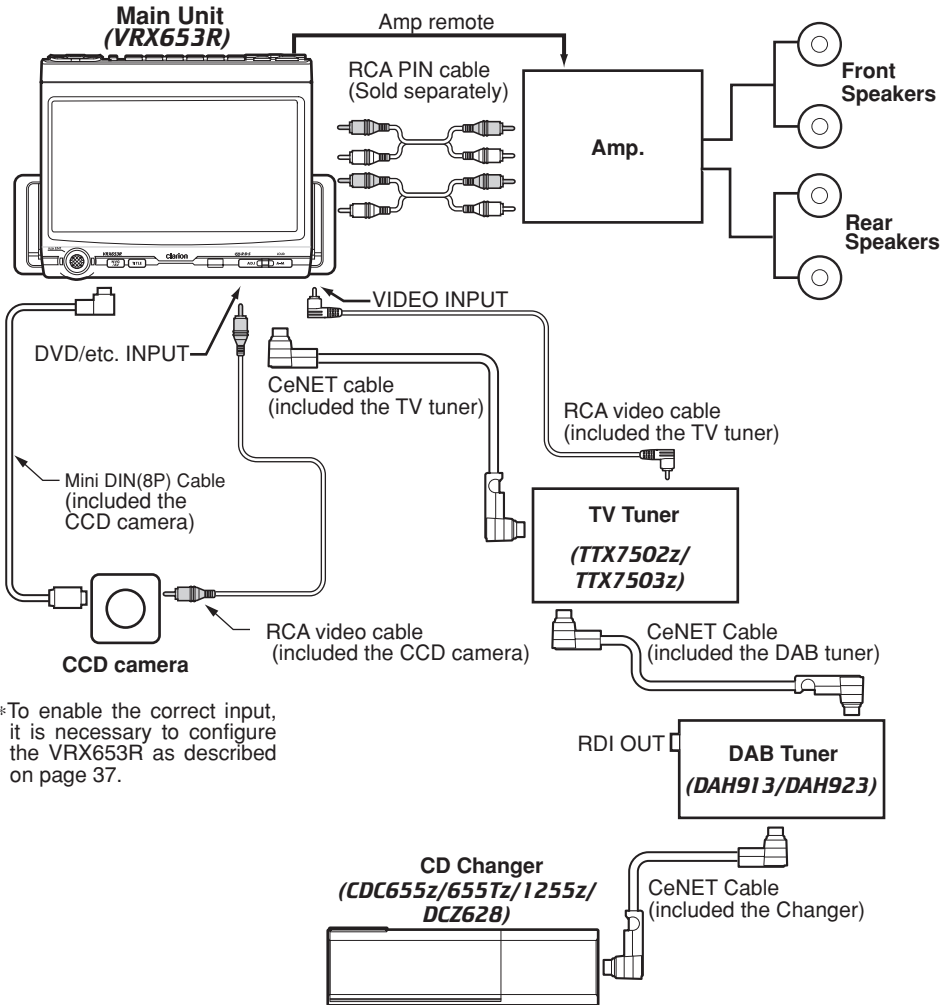 Main Unit
(VRX653R)
Amp remote
RCA PIN cable
(Sold separately)
Amp.
Front
Speakers
Rear
Speakers
VRX653R
TITLE
clarion
ADJ
A-M
VIDEO INPUT
DVD/etc. INPUT
CeNET cable
(included the TV tuner)
RCA video cable
(included the TV tuner)
Mini DIN(8P) Cable
(included the
CCD camera)
TV Tuner
(TTX7502z/
TTX7503z)
RCA video cable
(included the CCD camera)
CCD camera
CeNET Cable
(included the DAB tuner)
*To enable the correct input,
it is necessary to configure
the VRX653R as described
on page 37.
RDI OUT
DAB Tuner
(DAH913/DAH923)
CD Changer
(CDC655z/655Tz/1255z/
DCZ628)
CeNET Cable
(included the Changer)